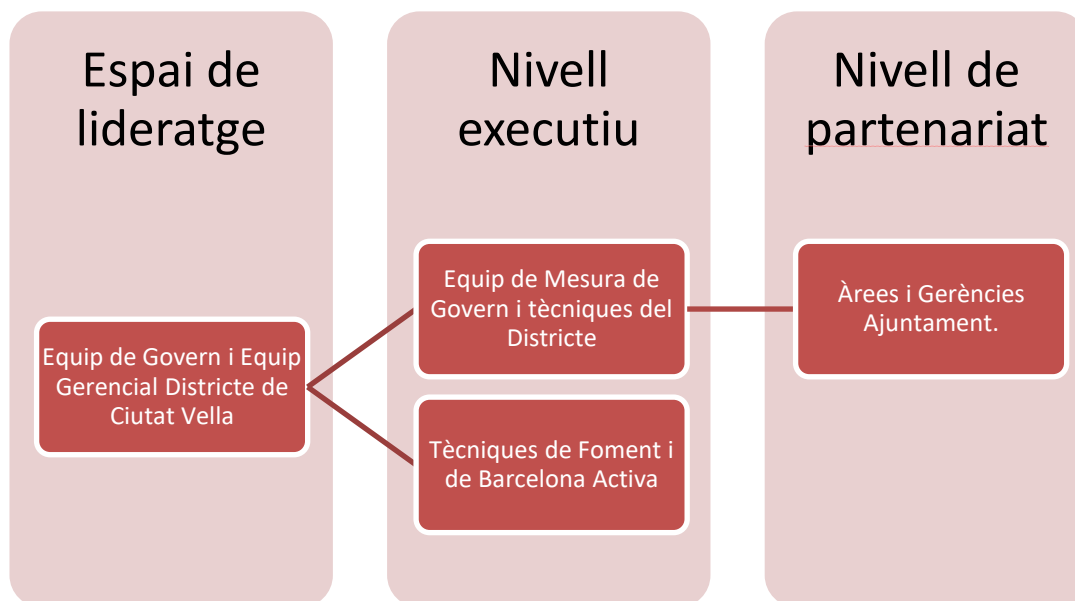 Espai de
lideratge
Equip de Govern i Equip
Gerencial Districte de
Ciutat Vella
Nivell
executiu
Equip de Mesura de
Govern i tècniques del
Districte
Tècniques de Foment i
de Barcelona Activa
Nivell de
partenariat
Àrees i Gerències
Ajuntament.